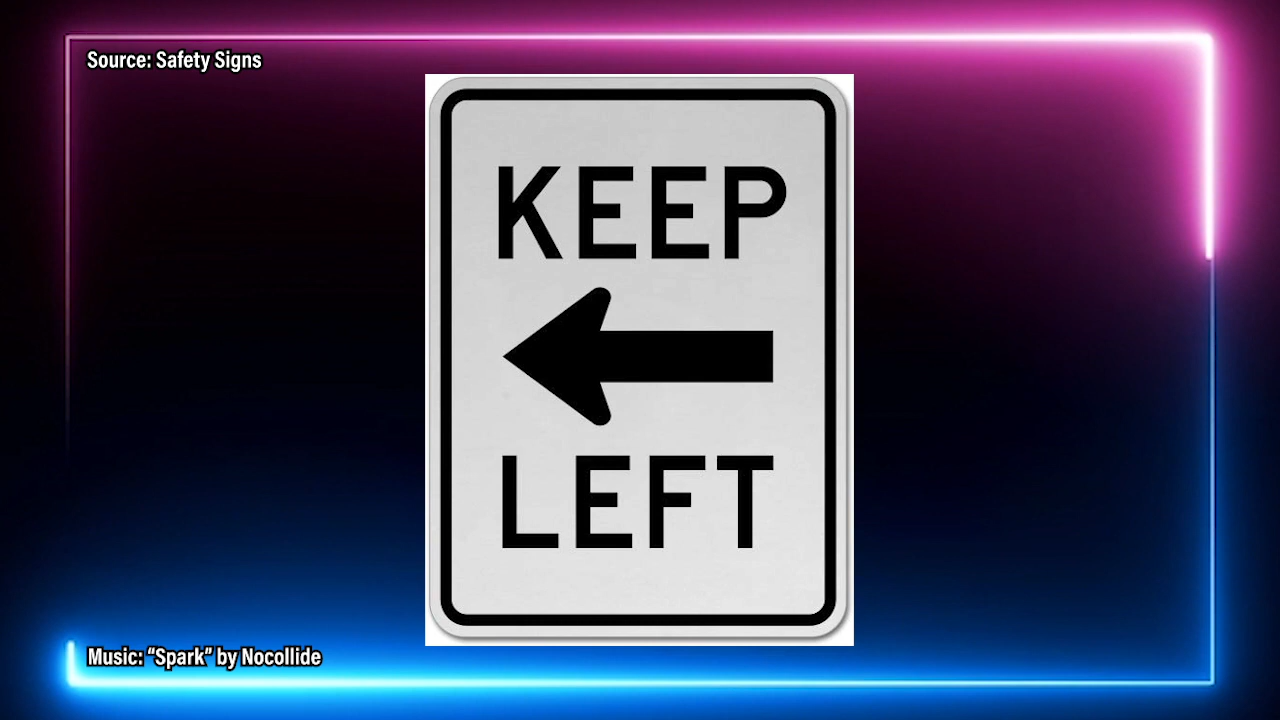 Source: Safety Signs
KEEP
LEFT
Music: “Spark” by Nocollide